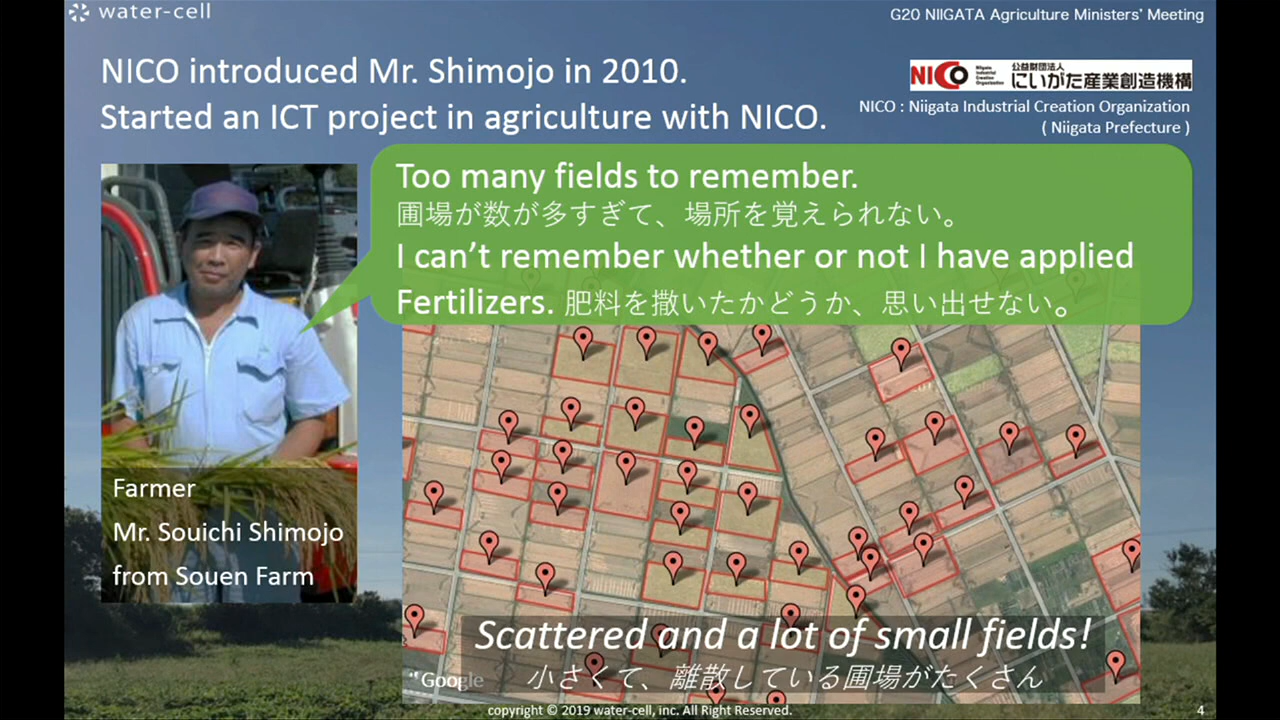 water-cell
G20 NIIGATA Agriculture Ministers' Meeting
NICO introduced Mr. Shimojo in 2010.
Started an ICT project in agriculture with NICO.
NICO Niigata Industrial Creation Organization 公益財団法人 にいがた産業創造機構
NICO : Niigata Industrial Creation Organization
( Niigata Prefecture )
Too many fields to remember.
圃場が数が多すぎて、場所を覚えられない。
I can't remember whether or not I have applied
Fertilizers. 肥料を撒いたかどうか、思い出せない。
Farmer
Mr. Souichi Shimojo
from Souen Farm
Scattered and a lot of small fields!
小さくて、離散している圃場がたくさん
Google
copyright © 2019 water-cell, inc. All Right Reserved.
4